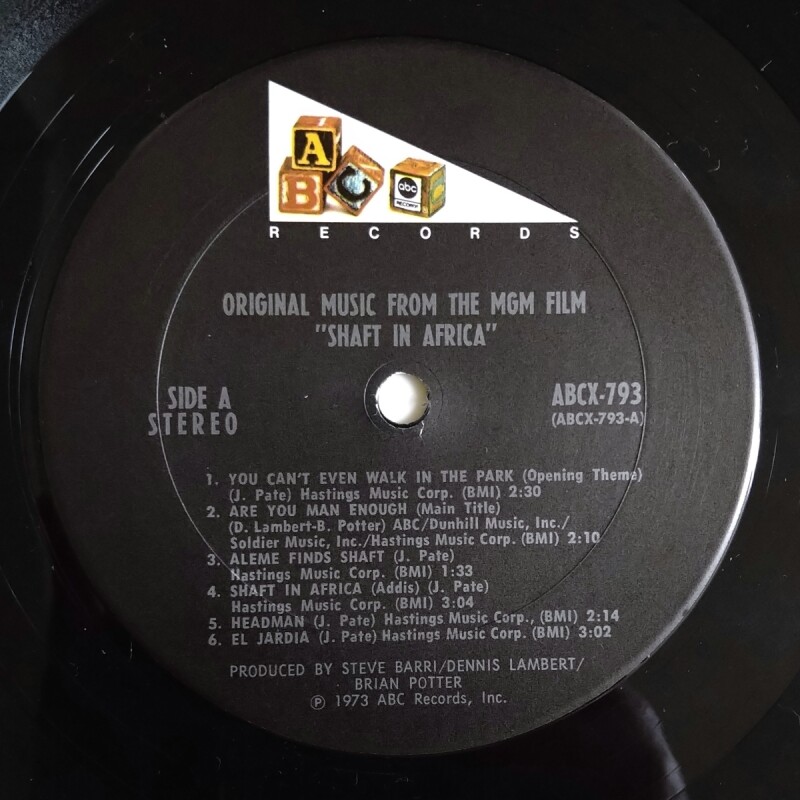 A
B C abc
RECORDS
RECORDS
ORIGINAL MUSIC FROM THE MGM FILM
"SHAFT IN AFRICA"
SIDE A
STEREO
ABCX-793
(ABCX-793-A)
1. YOU CAN'T EVEN WALK IN THE PARK (Opening Theme)
(J. Pate) Hastings Music Corp. (BMI) 2:30
2. ARE YOU MAN ENOUGH (Main Title)
(D. Lambert-B. Potter) ABC/Dunhill Music, Inc./
Soldier Music, Inc./Hastings Music Corp. (BMI) 2:10
3. ALEME FINDS SHAFT (J. Pate)
Hastings Music Corp. (BMI) 1:33
4. SHAFT IN AFRICA (Addis) (J. Pate)
Hastings Music Corp. (BMI) 3:04
5. HEADMAN (J. Pate) Hastings Music Corp., (BMI) 2:14
6. EL JARDIA (J. Pate) Hastings Music Corp. (BMI) 3:02
PRODUCED BY STEVE BARRI/DENNIS LAMBERT/
BRIAN POTTER
℗ 1973 ABC Records, Inc.